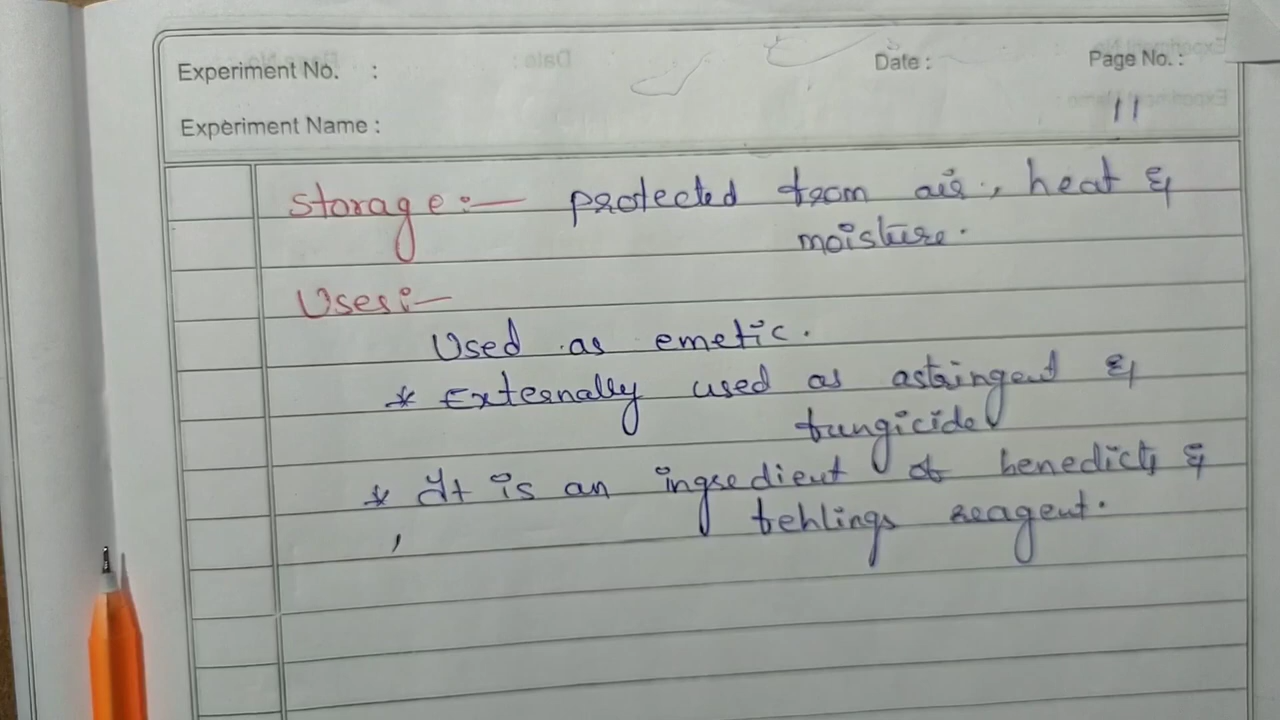 Experiment No. :
Date :
Page No. :
11
Experiment Name :
Storage:— protected from air, heat &
moisture.
Uses:—
Used as emetic.
* Externally used as astringent &
fungicide
* It is an ingredient of benedicts &
fehlings reagent.